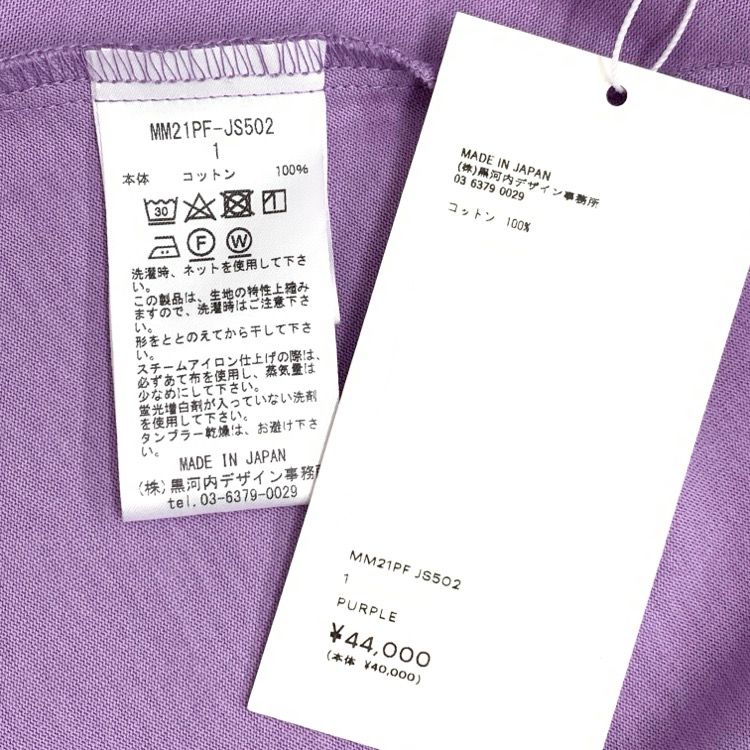 MM21PF-JS502
1
本体 コットン 100%
30
F W
洗濯時、ネットを使用して下さ
い。
この製品は、生地の特性上縮み
ますので、洗濯時はご注意下さ
い。
形をととのえてから干して下さ
い。
スチームアイロン仕上げの際は、
必ずあて布を使用し、蒸気量は
少なめにして下さい。
蛍光増白剤が入っていない洗剤
を使用して下さい。
タンブラー乾燥は、お避け下さ
い。
MADE IN JAPAN
(株)黒河内デザイン事務所
tel.03-6379-0029
MADE IN JAPAN
(株)黒河内デザイン事務所
03 6379 0029
コットン 100%
MM21PF JS502
1
PURPLE
¥44,000
(本体 ¥40,000)